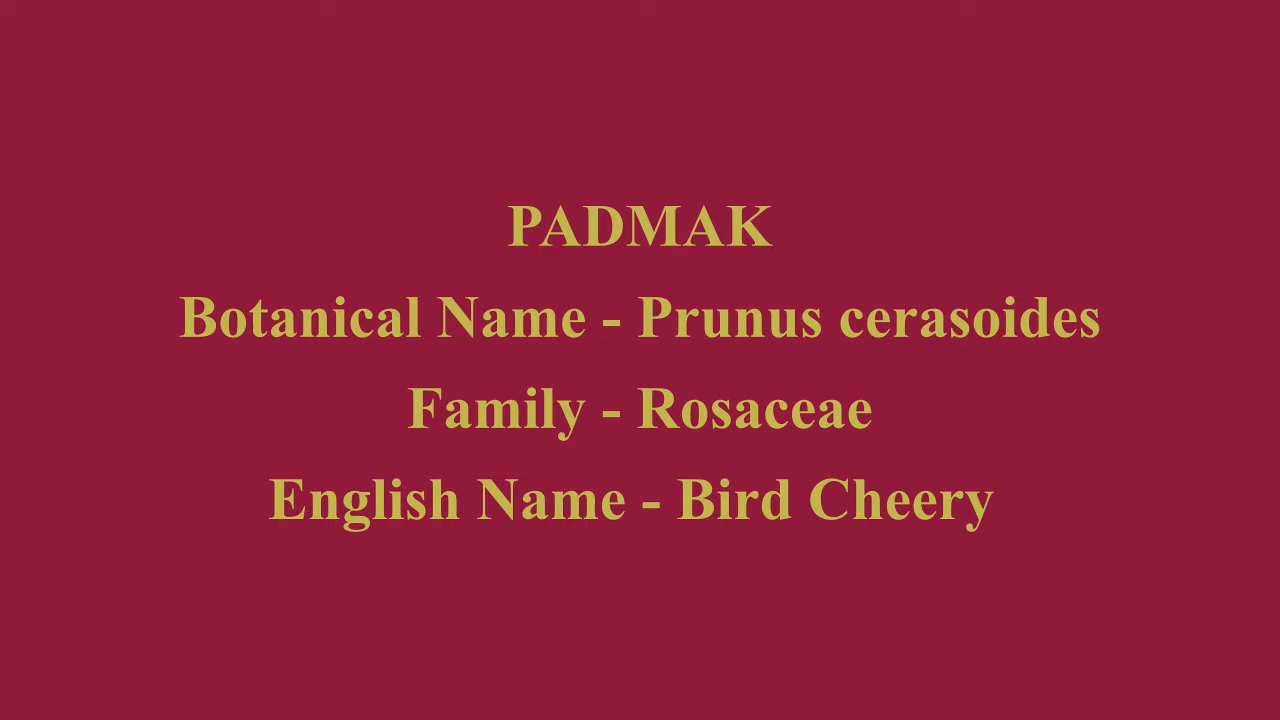 PADMAK
Botanical Name - Prunus cerasoides
Family - Rosaceae
English Name - Bird Cheery